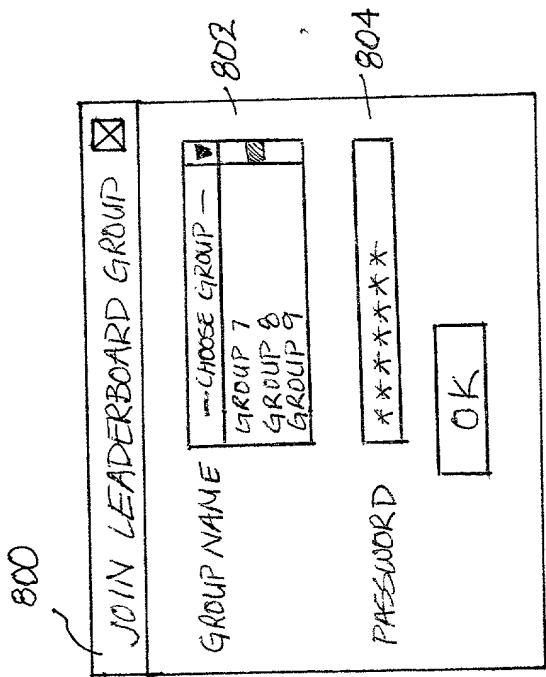 800
JOIN LEADERBOARD GROUP
GROUP NAME
—CHOOSE GROUP—
802
GROUP 7
GROUP 8
GROUP 9
PASSWORD
*******
804
OK